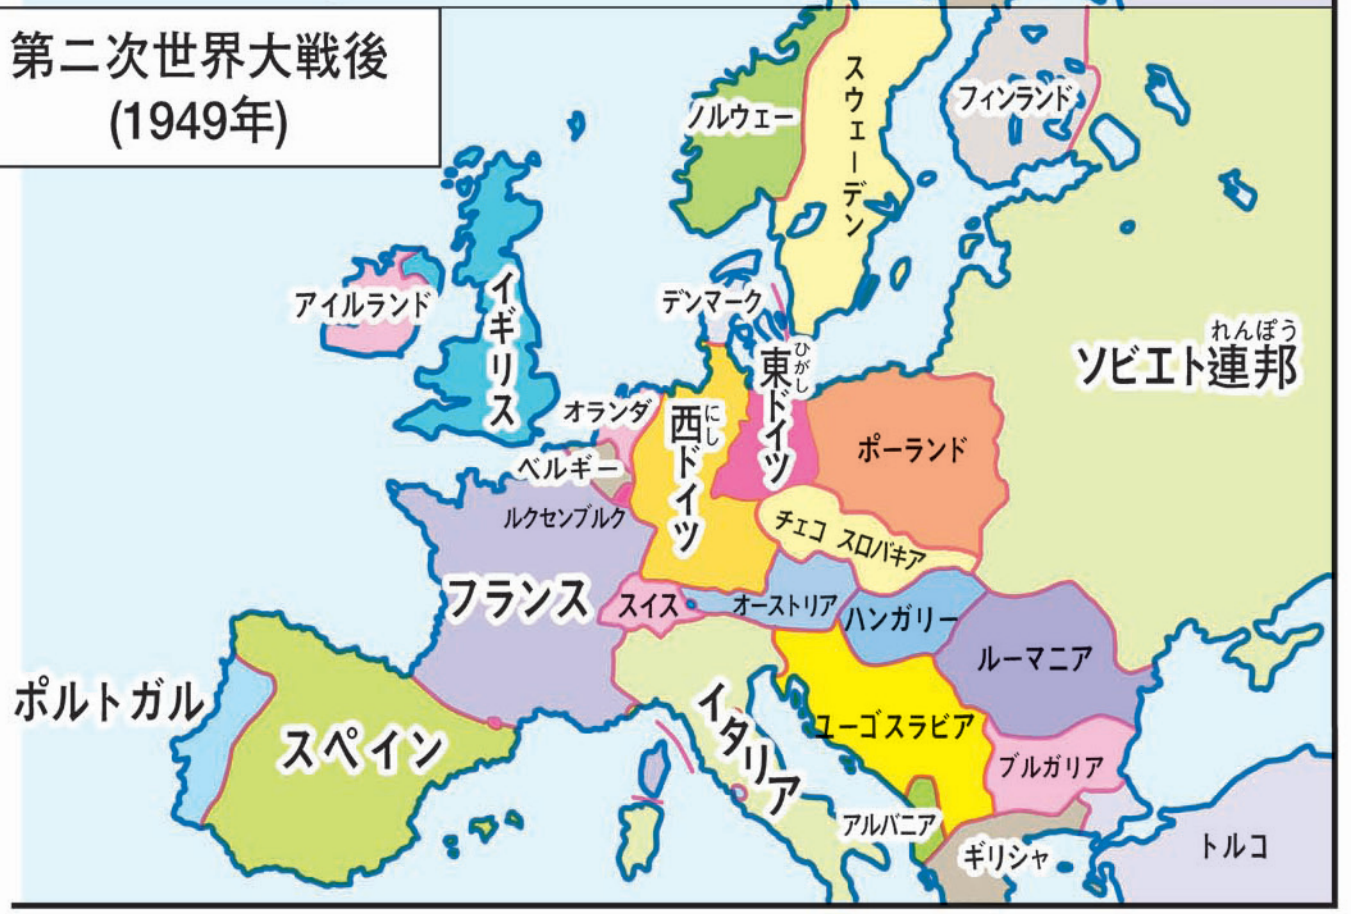 第二次世界大戦後
(1949年)
ノルウェー
スウェーデン
フィンランド
アイルランド
イギリス
デンマーク
れんぽう
ソビエト連邦
ひがし
東ドイツ
オランダ
にし
西ドイツ
ポーランド
ベルギー
ルクセンブルク
チェコ スロバキア
フランス
スイス
オーストリア
ハンガリー
ルーマニア
ポルトガル
スペイン
イタリア
ユーゴスラビア
ブルガリア
アルバニア
ギリシャ
トルコ